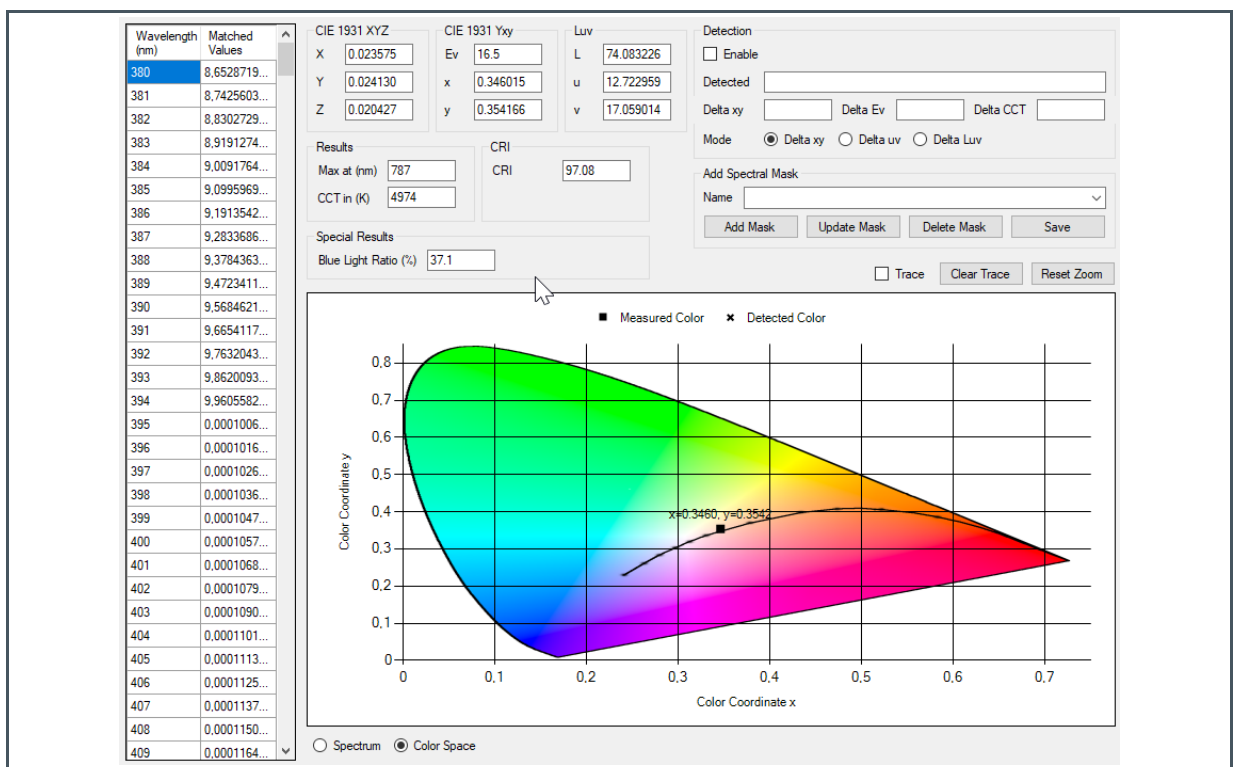 Wavelength (nm) Matched Values
380 8,6528719...
381 8,7425603...
382 8,8302729...
383 8,9191274...
384 9,0091764...
385 9,0995969...
386 9,1913542...
387 9,2833686...
388 9,3784363...
389 9,4723411...
390 9,5684621...
391 9,6654117...
392 9,7632043...
393 9,8620093...
394 9,9605582...
395 0,0001006...
396 0,0001016...
397 0,0001026...
398 0,0001036...
399 0,0001047...
400 0,0001057...
401 0,0001068...
402 0,0001079...
403 0,0001090...
404 0,0001101...
405 0,0001113...
406 0,0001125...
407 0,0001137...
408 0,0001150...
409 0,0001164...
CIE 1931 XYZ
X 0.023575
Y 0.024130
Z 0.020427
CIE 1931 Yxy
Ev 16.5
x 0.346015
y 0.354166
Luv
L 74.083226
u 12.722959
v 17.059014
Results
Max at (nm) 787
CCT in (K) 4974
CRI
CRI 97.08
Special Results
Blue Light Ratio (%) 37.1
Detection
Enable
Detected
Delta xy Delta Ev Delta CCT
Mode Delta xy Delta uv Delta Luv
Add Spectral Mask
Name
Add Mask Update Mask Delete Mask Save
Trace Clear Trace Reset Zoom
Measured Color Detected Color
0.8
0.7
0.6
0.5
0.4
0.3
0.2
0.1
0
Color Coordinate y
x=0.3460, y=0.3542
0 0,1 0,2 0,3 0,4 0,5 0,6 0,7
Color Coordinate x
Spectrum Color Space